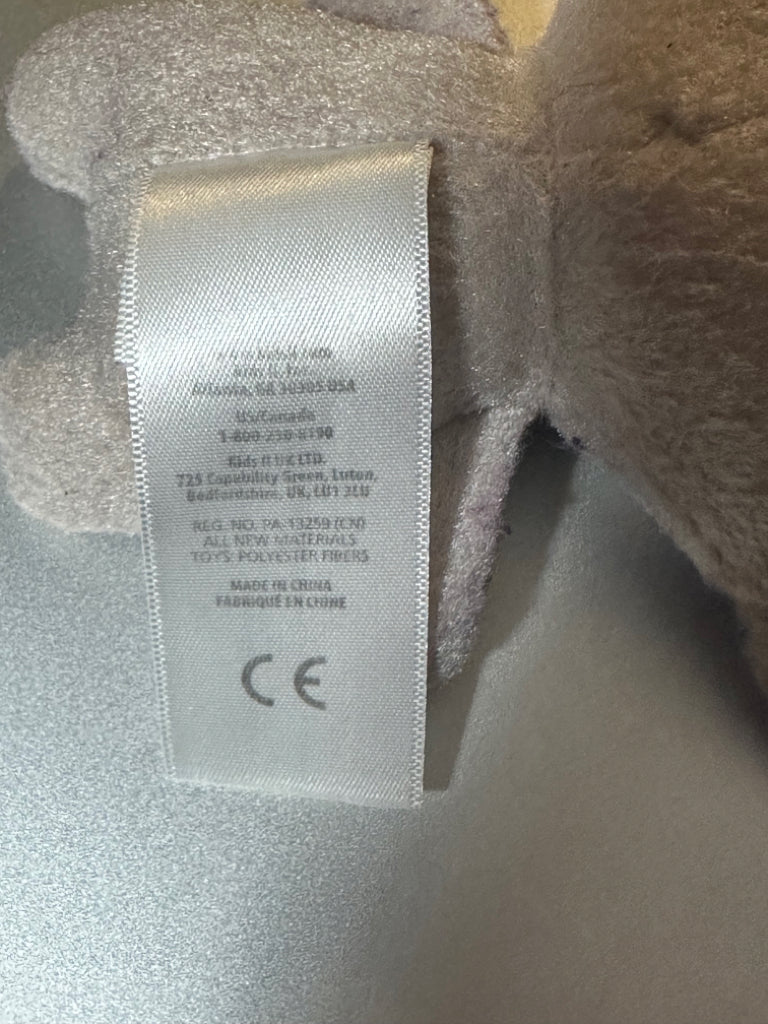 Atlanta, GA 30305 USA
US/Canada
1-800-230-8190
Kids II UK LTD.
725 Capability Green, Luton,
Bedfordshire, UK, LU1 3LU
REG. NO. PA-13259 (CN)
ALL NEW MATERIALS
TOYS: POLYESTER FIBERS
MADE IN CHINA
FABRIQUÉ EN CHINE
CE